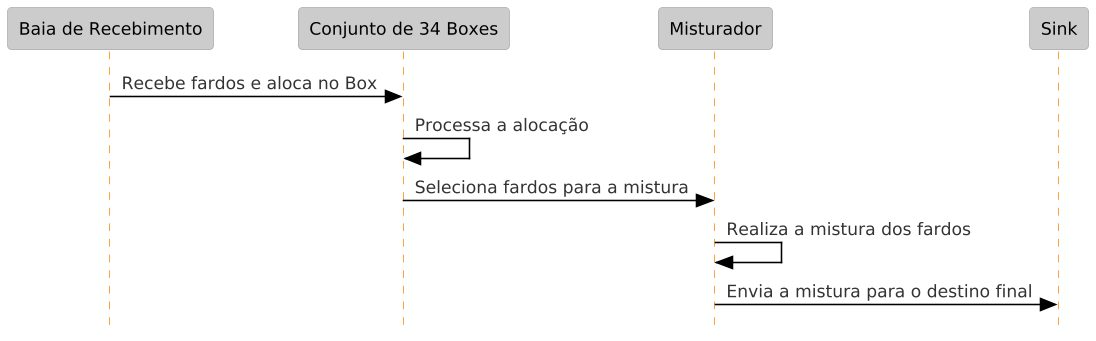 Baia de Recebimento
Conjunto de 34 Boxes
Misturador
Sink
Recebe fardos e aloca no Box
Processa a alocação
Seleciona fardos para a mistura
Realiza a mistura dos fardos
Envia a mistura para o destino final